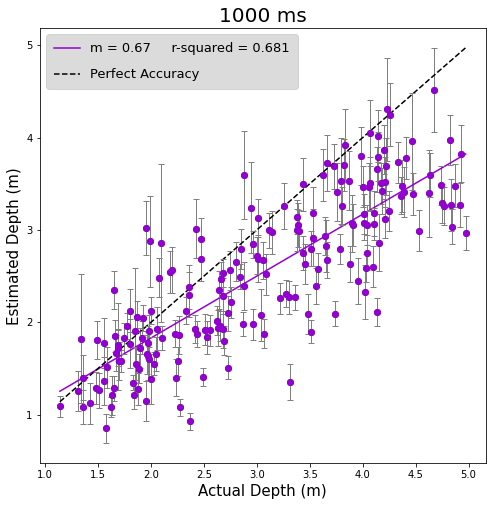 1000 ms
m = 0.67 r-squared = 0.681
Perfect Accuracy
5
4
3
2
1
Estimated Depth (m)
1.0 1.5 2.0 2.5 3.0 3.5 4.0 4.5 5.0
Actual Depth (m)